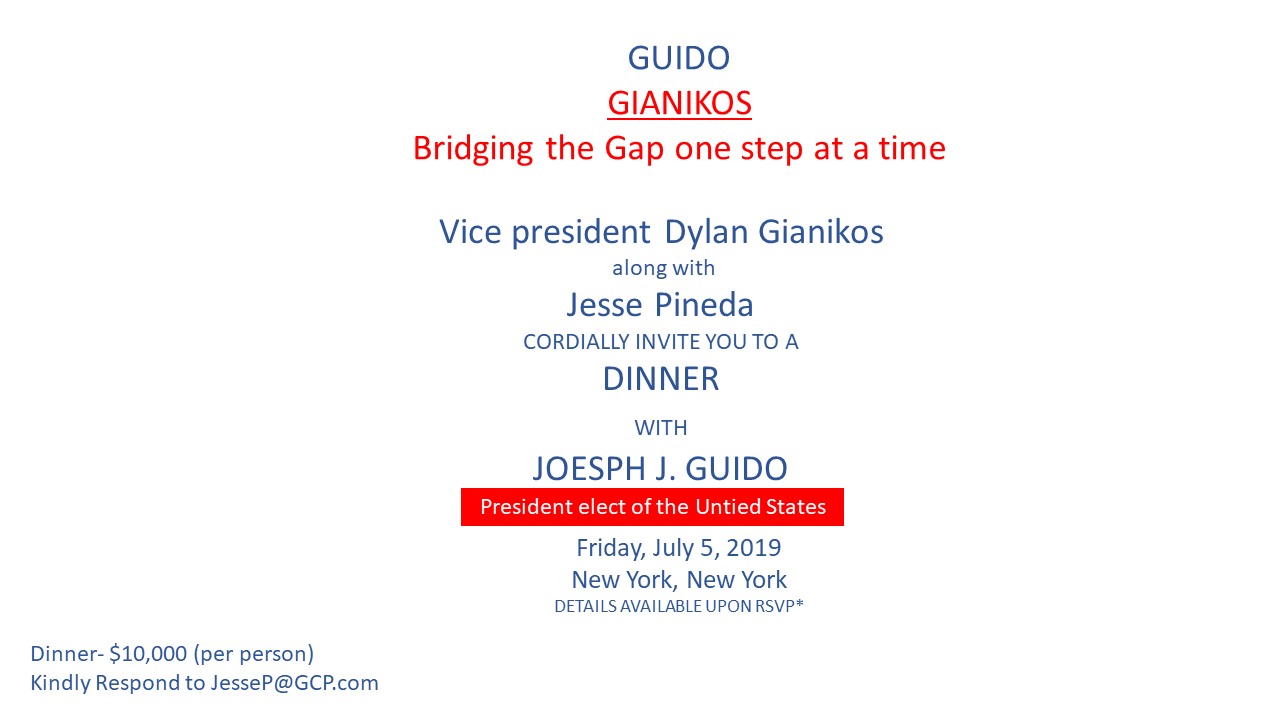 GUIDO
GIANIKOS
Bridging the Gap one step at a time
Vice president Dylan Gianikos
along with
Jesse Pineda
CORDIALLY INVITE YOU TO A
DINNER
WITH
JOESPH J. GUIDO
President elect of the Untied States
Friday, July 5, 2019
New York, New York
DETAILS AVAILABLE UPON RSVP*
Dinner- $10,000 (per person)
Kindly Respond to JesseP@GCP.com